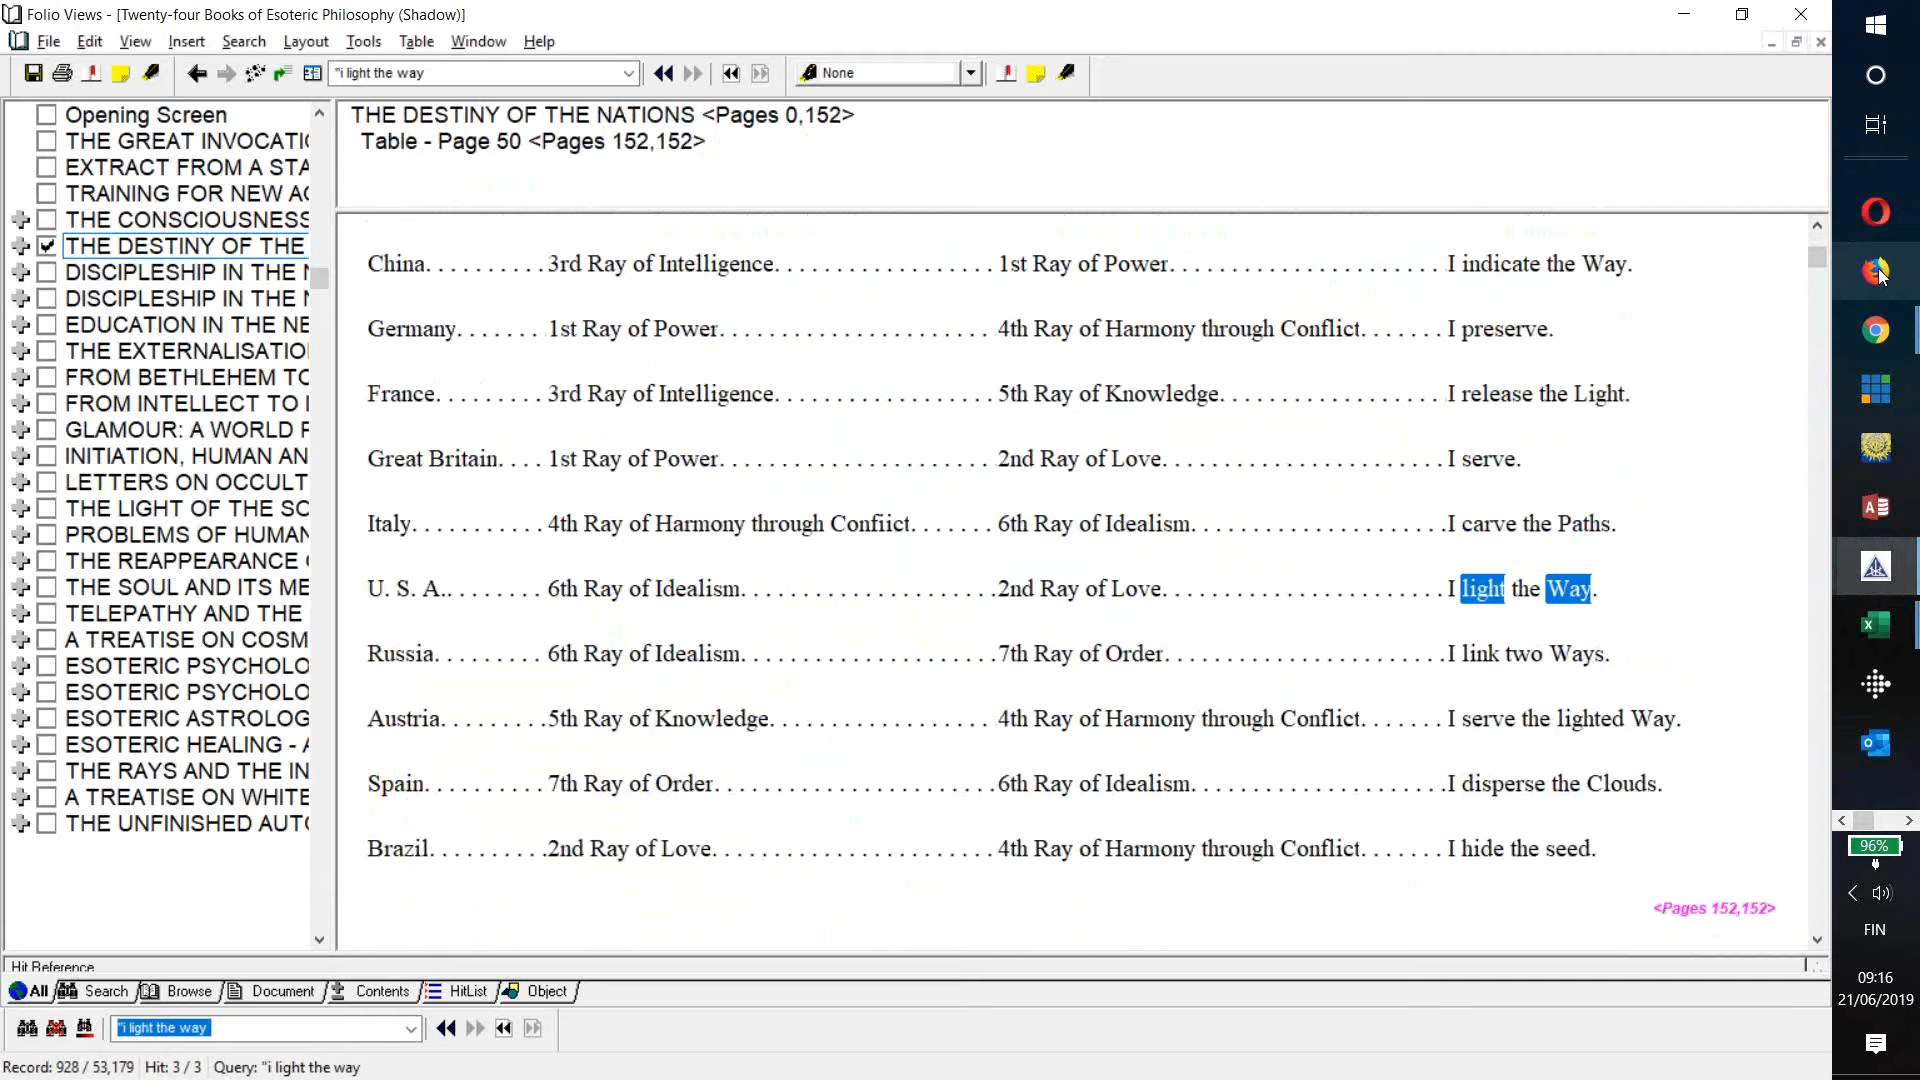 Folio Views - [Twenty-four Books of Esoteric Philosophy (Shadow)]
File Edit View Insert Search Layout Tools Table Window Help
"i light the way
None
Opening Screen
THE GREAT INVOCATI
EXTRACT FROM A STA
TRAINING FOR NEW A
THE CONSCIOUSNESS
THE DESTINY OF THE
DISCIPLESHIP IN THE
DISCIPLESHIP IN THE
EDUCATION IN THE NE
THE EXTERNALISATIO
FROM BETHLEHEM TO
FROM INTELLECT TO I
GLAMOUR: A WORLD F
INITIATION, HUMAN AN
LETTERS ON OCCULT
THE LIGHT OF THE SO
PROBLEMS OF HUMAN
THE REAPPEARANCE
THE SOUL AND ITS ME
TELEPATHY AND THE
A TREATISE ON COSM
ESOTERIC PSYCHOLO
ESOTERIC PSYCHOLO
ESOTERIC ASTROLOG
ESOTERIC HEALING - A
THE RAYS AND THE IN
A TREATISE ON WHITE
THE UNFINISHED AUT
THE DESTINY OF THE NATIONS <Pages 0,152>
Table - Page 50 <Pages 152,152>
China. . . . . . . . . . 3rd Ray of Intelligence. . . . . . . . . . . . . . . . . . 1st Ray of Power. . . . . . . . . . . . . . . . . . . . . . . I indicate the Way.
Germany. . . . . . . 1st Ray of Power. . . . . . . . . . . . . . . . . . . . . . . 4th Ray of Harmony through Conflict. . . . . . . I preserve.
France. . . . . . . . . 3rd Ray of Intelligence. . . . . . . . . . . . . . . . . . 5th Ray of Knowledge. . . . . . . . . . . . . . . . . . . I release the Light.
Great Britain. . . . 1st Ray of Power. . . . . . . . . . . . . . . . . . . . . . . 2nd Ray of Love. . . . . . . . . . . . . . . . . . . . . . . . I serve.
Italy. . . . . . . . . . . 4th Ray of Harmony through Confiict. . . . . . . 6th Ray of Idealism. . . . . . . . . . . . . . . . . . . . . .I carve the Paths.
U. S. A.. . . . . . . . . 6th Ray of Idealism. . . . . . . . . . . . . . . . . . . . . .2nd Ray of Love. . . . . . . . . . . . . . . . . . . . . . . . I light the Way.
Russia. . . . . . . . . 6th Ray of Idealism. . . . . . . . . . . . . . . . . . . . . .7th Ray of Order. . . . . . . . . . . . . . . . . . . . . . . .I link two Ways.
Austria. . . . . . . . .5th Ray of Knowledge. . . . . . . . . . . . . . . . . . . 4th Ray of Harmony through Conflict. . . . . . . I serve the lighted Way.
Spain. . . . . . . . . . 7th Ray of Order. . . . . . . . . . . . . . . . . . . . . . . .6th Ray of Idealism. . . . . . . . . . . . . . . . . . . . . .I disperse the Clouds.
Brazil. . . . . . . . . .2nd Ray of Love. . . . . . . . . . . . . . . . . . . . . . . . 4th Ray of Harmony through Conflict. . . . . . . I hide the seed.
<Pages 152,152>
Hit Reference
All Search Browse Document Contents HitList Object
"i light the way
Record: 928 / 53,179 Hit: 3 / 3 Query: "i light the way
96%
FIN
09:16
21/06/2019